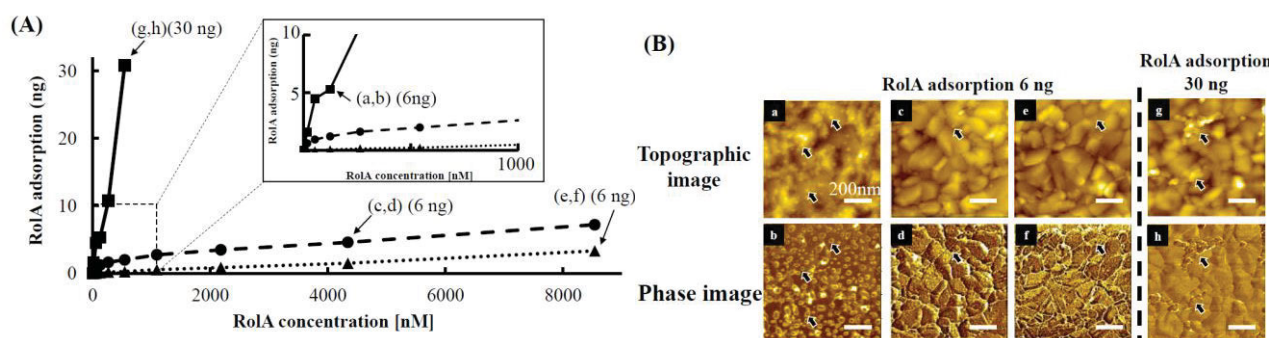 (A)
(g,h)(30 ng)
RolA adsorption (ng)
30
20
10
0
0
2000
4000
6000
8000
RolA concentration [nM]
(c,d) (6 ng)
(e,f) (6 ng)
RolA adsorption (ng)
10
5
(a,b) (6ng)
1000
RolA concentration [nM]
(B)
RolA adsorption 6 ng
RolA adsorption
30 ng
Topographic
image
a
200nm
c
e
g
Phase image
b
d
f
h